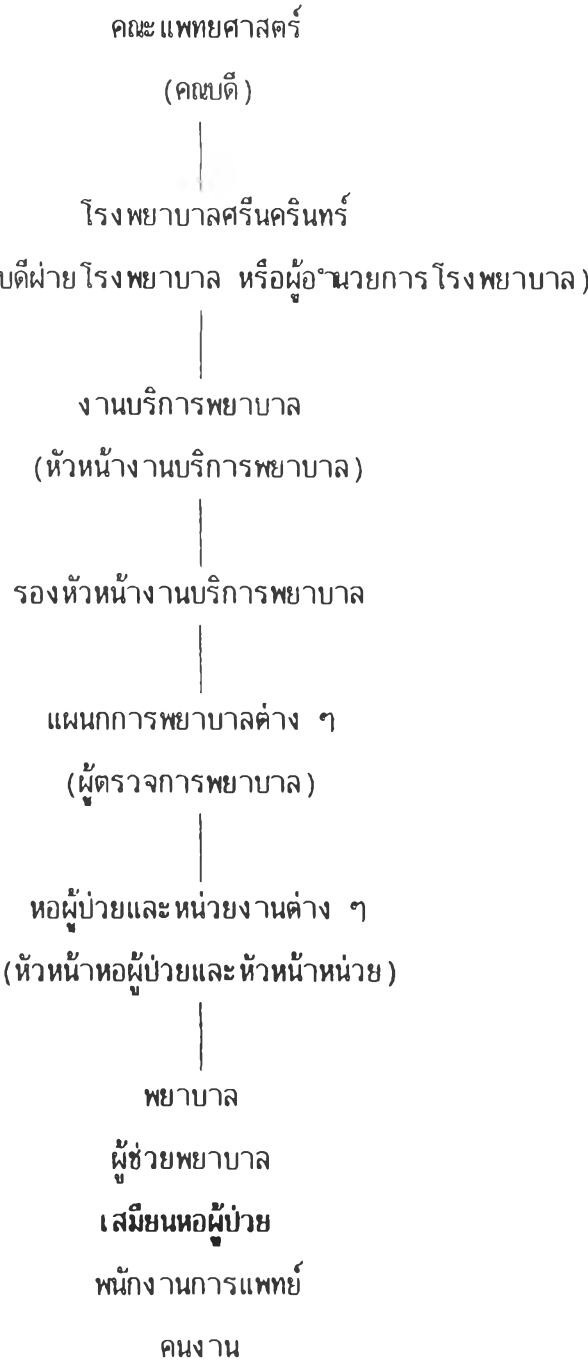 คณะแพทยศาสตร์
(คณบดี)
โรงพยาบาลศรีนครินทร์
บดีฝ่ายโรงพยาบาล หรือผู้อำนวยการโรงพยาบาล)
งานบริการพยาบาล
(หัวหน้างานบริการพยาบาล)
รองหัวหน้างานบริการพยาบาล
แผนกการพยาบาลต่าง ๆ
(ผู้ตรวจการพยาบาล)
หอผู้ป่วยและหน่วยงานต่าง ๆ
(หัวหน้าหอผู้ป่วยและหัวหน้าหน่วย)
พยาบาล
ผู้ช่วยพยาบาล
เสมียนหอผู้ป่วย
พนักงานการแพทย์
คนงาน